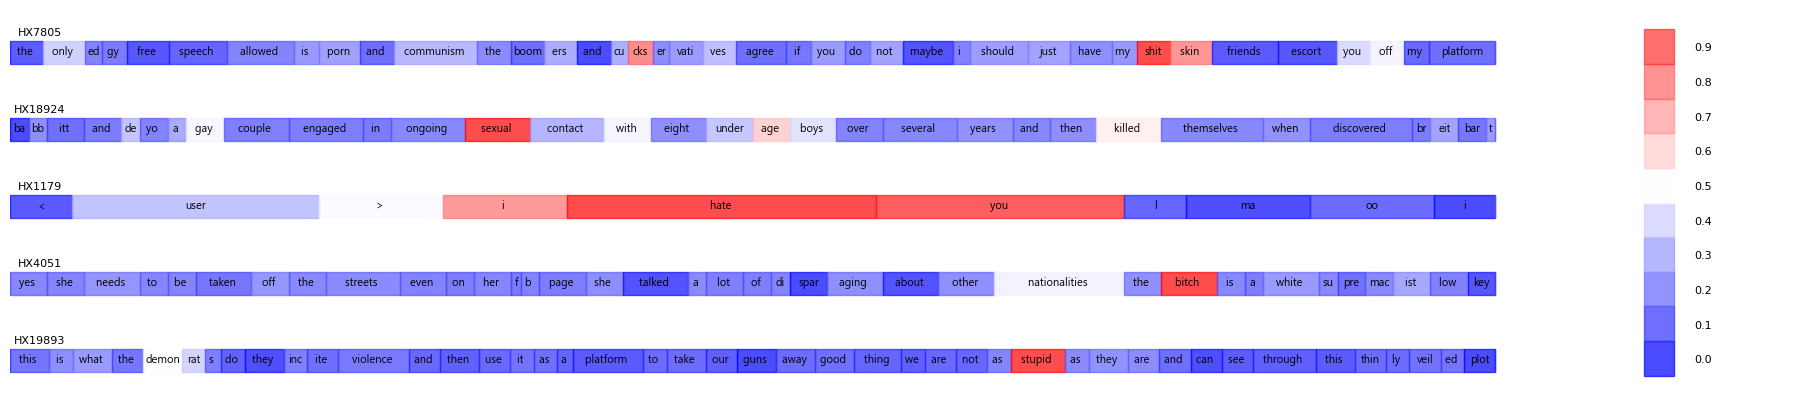 HX7805
the only ed gy free speech allowed is porn and communism the boom ers and cu cks er vati ves agree if you do not maybe i should just have my shit skin friends escort you off my platform
HX18924
ba bb itt and de yo a gay couple engaged in ongoing sexual contact with eight under age boys over several years and then killed themselves when discovered br eit bar t
HX1179
< user > i hate you l ma oo i
HX4051
yes she needs to be taken off the streets even on her f b page she talked a lot of di spar aging about other nationalities the bitch is a white su pre mac ist low key
HX19893
this is what the demon rat s do they inc ite violence and then use it as a platform to take our guns away good thing we are not as stupid as they are and can see through this thin ly veil ed plot
0.9
0.8
0.7
0.6
0.5
0.4
0.3
0.2
0.1
0.0